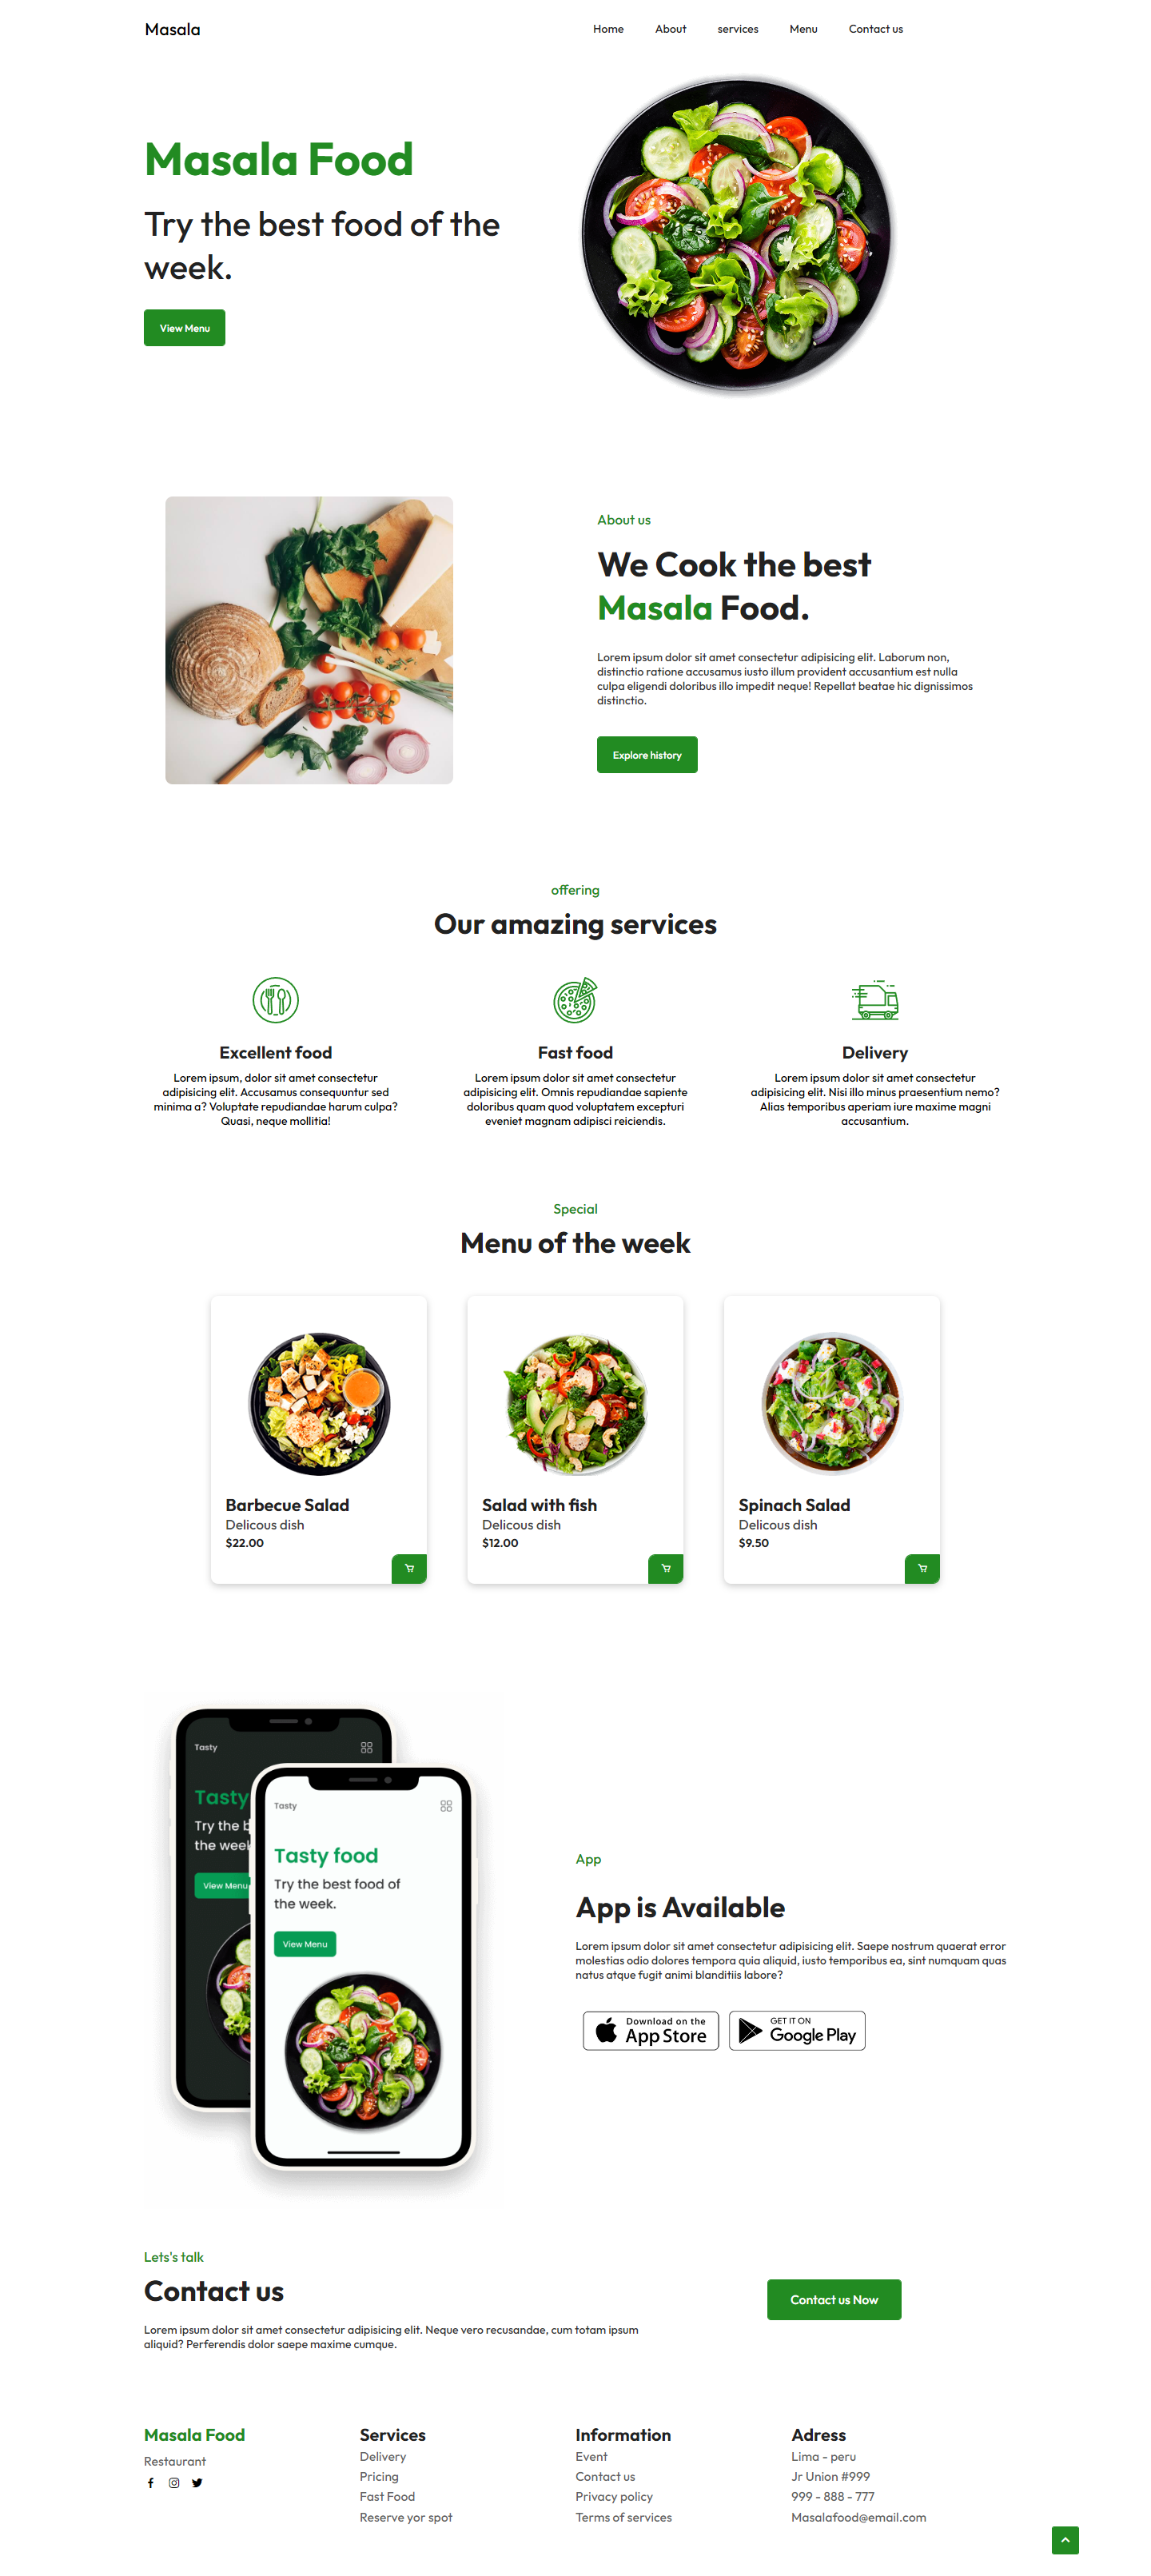 Masala
Home
About
services
Menu
Contact us
Masala Food
Try the best food of the
week.
View Menu
About us
We Cook the best
Masala Food.
Lorem ipsum dolor sit amet consectetur adipisicing elit. Laborum non,
distinctio ratione accusamus iusto illum provident accusantium est nulla
culpa eligendi doloribus illo impedit neque! Repellat beatae hic dignissimos
distinctio.
Explore history
offering
Our amazing services
Excellent food
Lorem ipsum, dolor sit amet consectetur
adipisicing elit. Accusamus consequuntur sed
minima a? Voluptate repudiandae harum culpa?
Quasi, neque mollitia!
Fast food
Lorem ipsum dolor sit amet consectetur
adipisicing elit. Omnis repudiandae sapiente
doloribus quam quod voluptatem excepturi
eveniet magnam adipisci reiciendis.
Delivery
Lorem ipsum dolor sit amet consectetur
adipisicing elit. Nisi illo minus praesentium nemo?
Alias temporibus aperiam iure maxime magni
accusantium.
Special
Menu of the week
Barbecue Salad
Delicous dish
$22.00
Salad with fish
Delicous dish
$12.00
Spinach Salad
Delicous dish
$9.50
Tasty
Tasty
Try the b
the week
View Menu
Tasty
Tasty food
Try the best food of
the week.
View Menu
App
App is Available
Lorem ipsum dolor sit amet consectetur adipisicing elit. Saepe nostrum quaerat error
molestias odio dolores tempora quia aliquid, iusto temporibus ea, sint numquam quas
natus atque fugit animi blanditiis labore?
Download on the
App Store
GET IT ON
Google Play
Lets's talk
Contact us
Lorem ipsum dolor sit amet consectetur adipisicing elit. Neque vero recusandae, cum totam ipsum
aliquid? Perferendis dolor saepe maxime cumque.
Contact us Now
Masala Food
Restaurant
Services
Delivery
Pricing
Fast Food
Reserve yor spot
Information
Event
Contact us
Privacy policy
Terms of services
Adress
Lima - peru
Jr Union #999
999 - 888 - 777
Masalafood@email.com